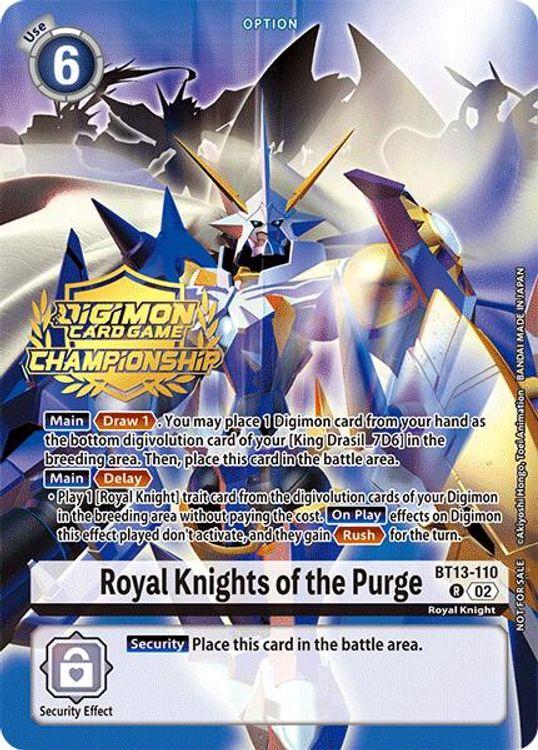 OPTION
Use
6
DIGIMON
CARD GAME
CHAMPIONSHIP
Main Draw 1 . You may place 1 Digimon card from your hand as
the bottom digivolution card of your [King Drasil_7D6] in the
breeding area. Then, place this card in the battle area.
Main Delay
· Play 1 [Royal Knight] trait card from the digivolution cards of your Digimon
in the breeding area without paying the cost. On Play effects on Digimon
this effect played don't activate, and they gain Rush for the turn.
Royal Knights of the Purge
BT13-110
R 02
Royal Knight
Security Place this card in the battle area.
Security Effect
NOT FOR SALE ©Akiyoshi Hongo, Toei Animation BANDAI MADE IN JAPAN